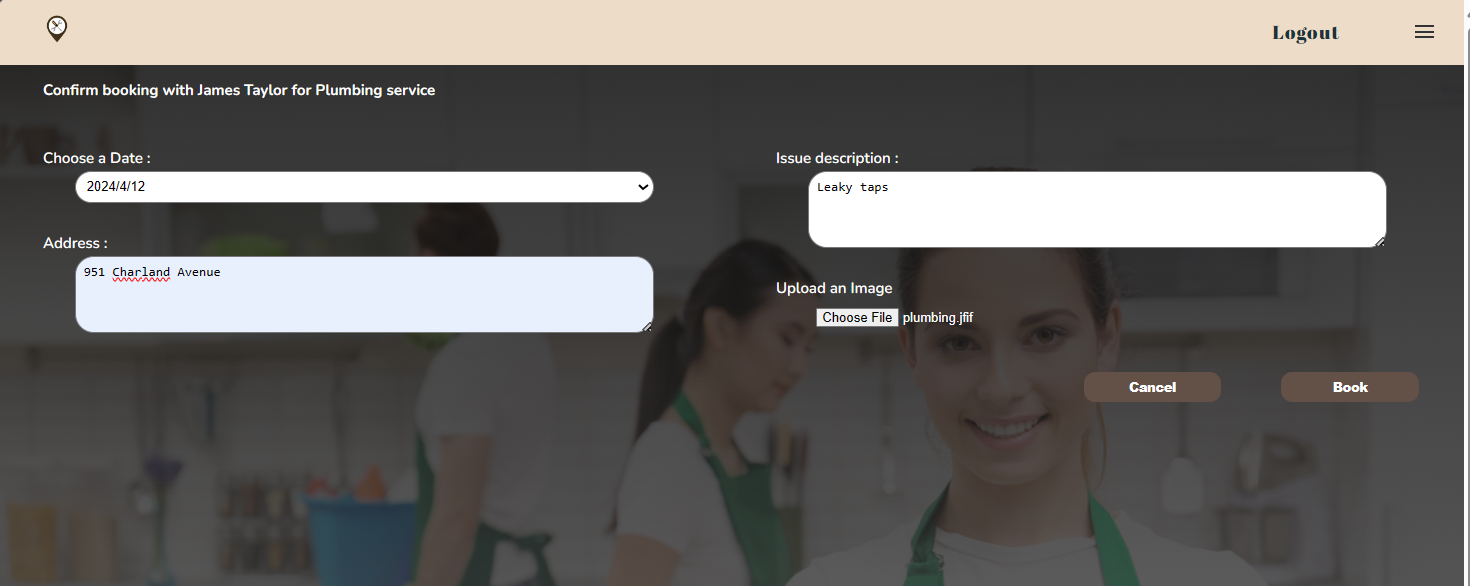 Logout
Confirm booking with James Taylor for Plumbing service
Choose a Date :
2024/4/12
Address :
951 Charland Avenue
Issue description :
Leaky taps
Upload an Image
Choose File plumbing.jfif
Cancel
Book